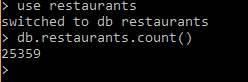 > use restaurants
switched to db restaurants
> db.restaurants.count()
25359
>